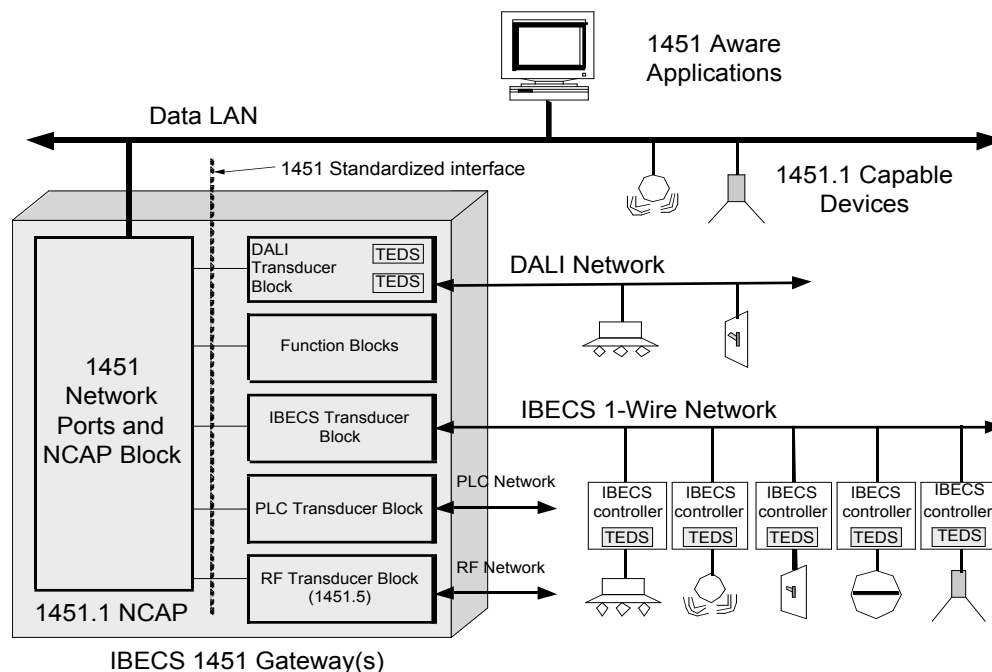 1451 Aware
Applications
Data LAN
1451 Standardized interface
1451.1 Capable
Devices
DALI
Transducer
Block
TEDS
TEDS
DALI Network
Function Blocks
1451
Network
Ports and
NCAP Block
IBECS Transducer
Block
IBECS 1-Wire Network
PLC Transducer Block
PLC Network
RF Transducer Block
(1451.5)
RF Network
IBECS
controller
TEDS
IBECS
controller
TEDS
IBECS
controller
TEDS
IBECS
controller
TEDS
IBECS
controller
TEDS
1451.1 NCAP
IBECS 1451 Gateway(s)